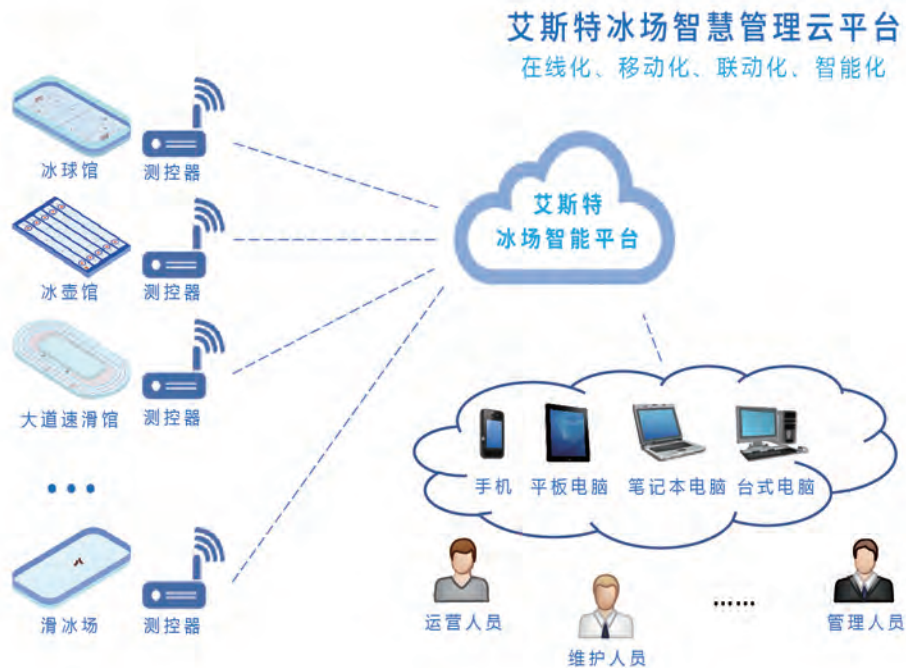 艾斯特冰场智慧管理云平台
在线化、移动化、联动化、智能化
冰球馆
测控器
艾斯特
冰场智能平台
冰壶馆
测控器
大道速滑馆
测控器
手机
平板电脑
笔记本电脑
台式电脑
滑冰场
测控器
运营人员
维护人员
……
管理人员